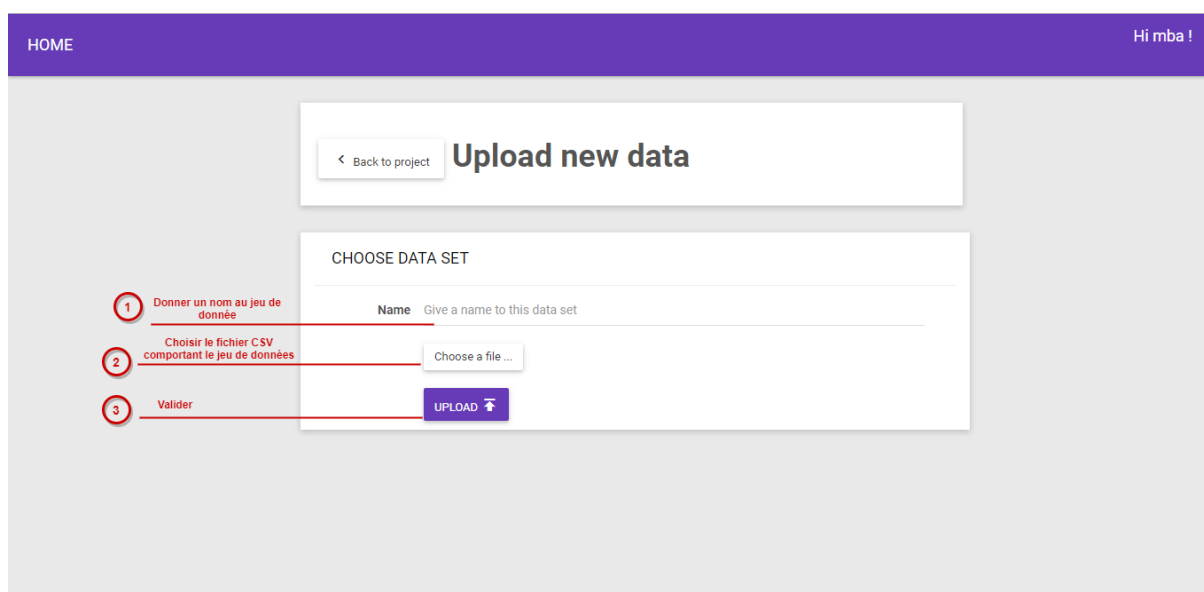 HOME
Hi mba !
Back to project
Upload new data
CHOOSE DATA SET
1
Donner un nom au jeu de
donnée
Name Give a name to this data set
2
Choisir le fichier CSV
comportant le jeu de données
Choose a file ...
3
Valider
UPLOAD